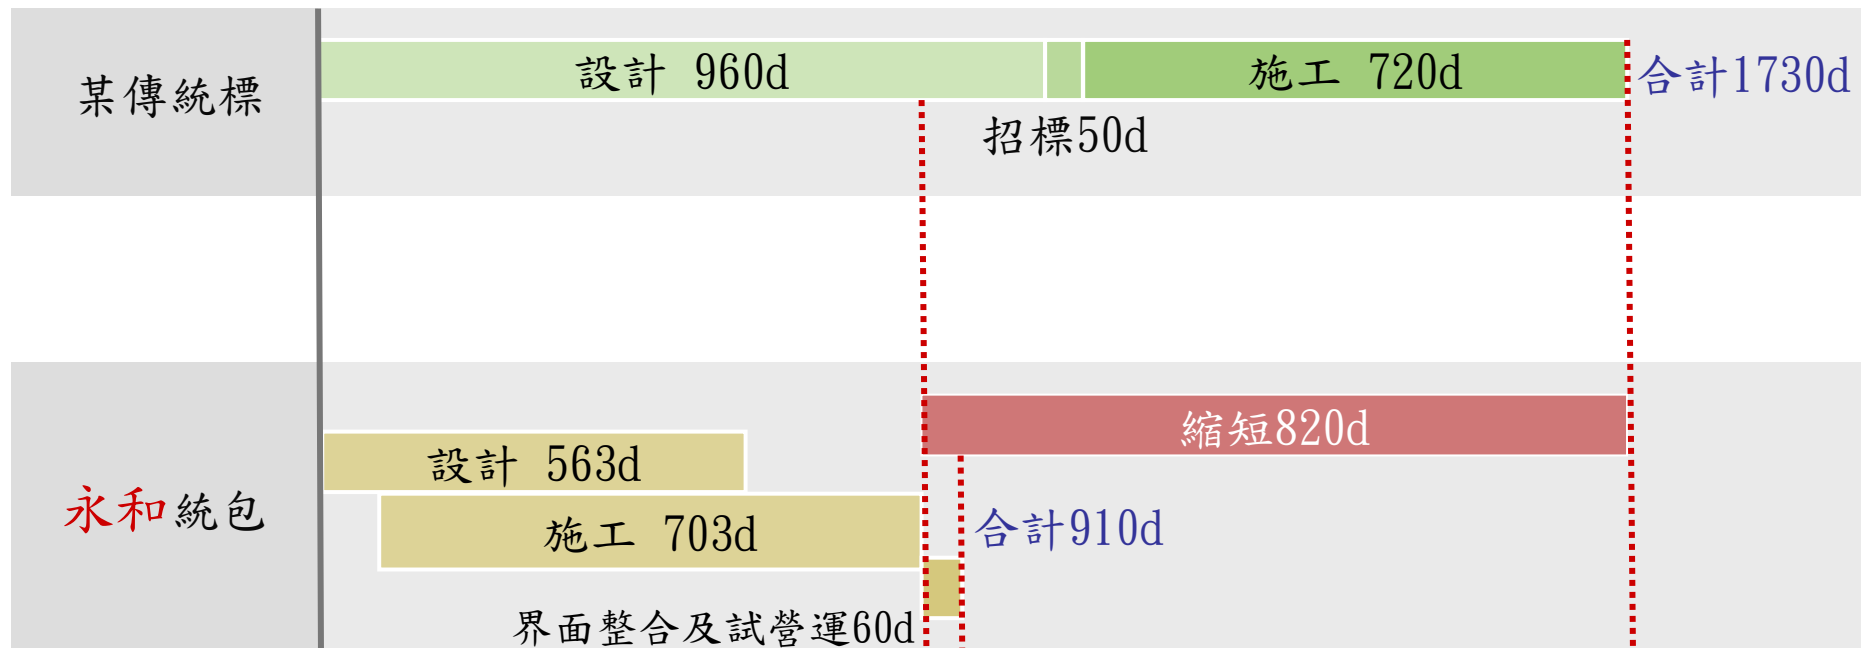 某傳統標
設計 960d
施工 720d
合計1730d
招標50d
縮短820d
永和統包
設計 563d
施工 703d
合計910d
界面整合及試營運60d